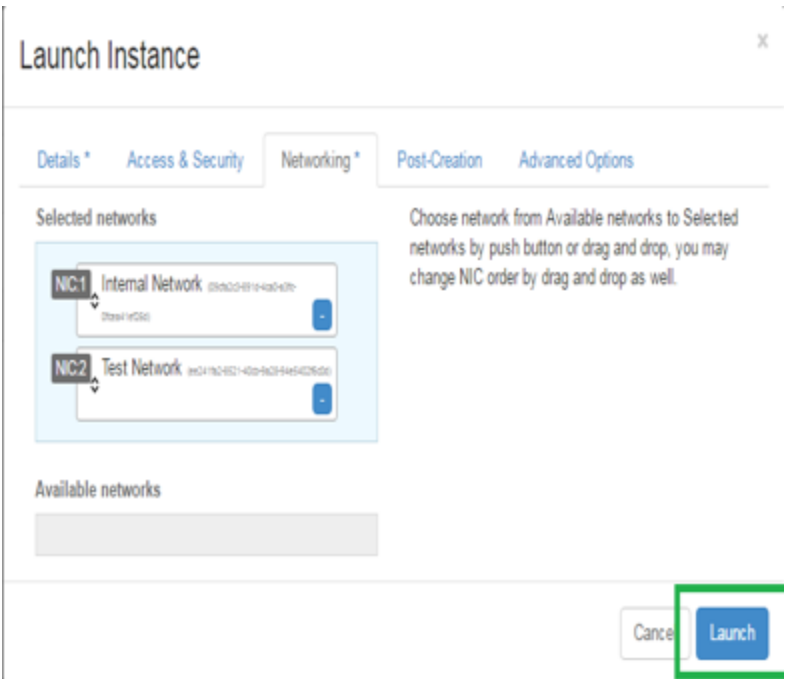 Launch Instance
x
Details * Access & Security Networking * Post-Creation Advanced Options
Selected networks
NIC:1 Internal Network
-
NIC:2 Test Network
-
Choose network from Available networks to Selected
networks by push button or drag and drop, you may
change NIC order by drag and drop as well.
Available networks
Cancel Launch